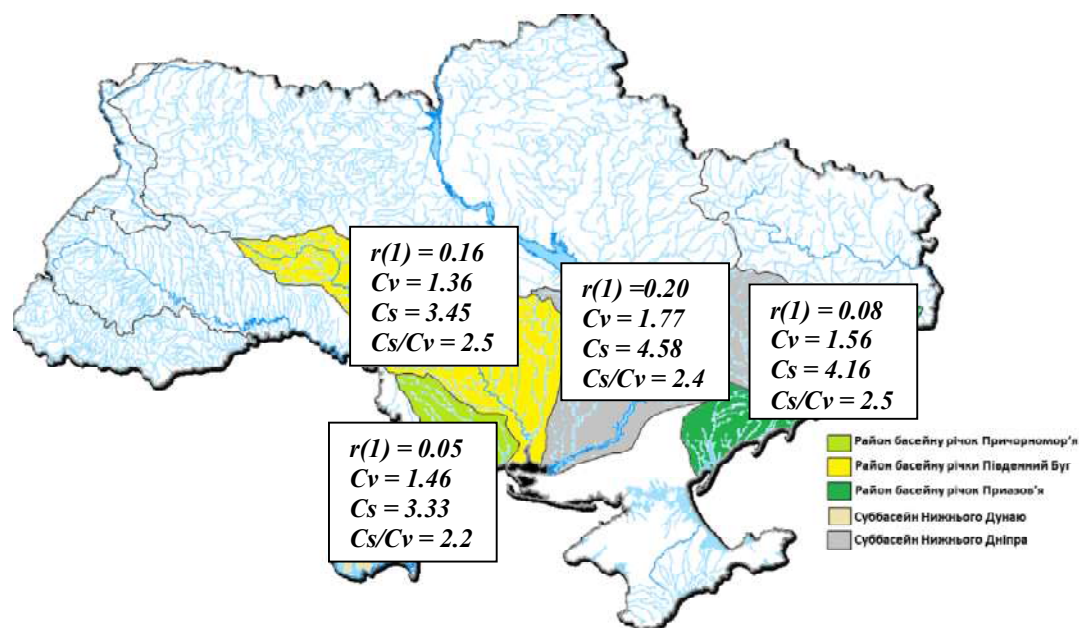 r(1) = 0.16
Cv = 1.36
Cs = 3.45
Cs/Cv = 2.5
r(1) =0.20
Cv = 1.77
Cs = 4.58
Cs/Cv = 2.4
r(1) = 0.08
Cv = 1.56
Cs = 4.16
Cs/Cv = 2.5
r(1) = 0.05
Cv = 1.46
Cs = 3.33
Cs/Cv = 2.2
Район басейну річок Причорномор'я
Район басейну річки Південний Буг
Район басейну річок Приазов'я
Суббасейн Нижнього Дунаю
Суббасейн Нижнього Дніпра